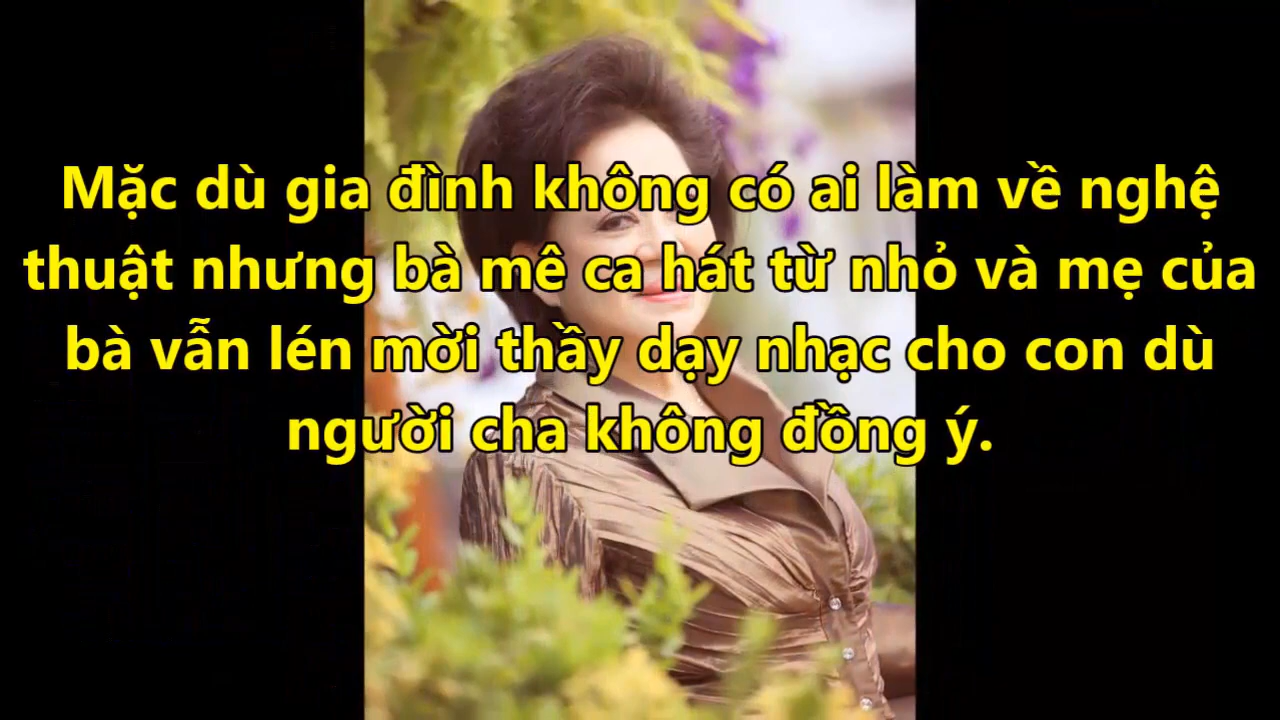 Mặc dù gia đình không có ai làm về nghệ
thuật nhưng bà mê ca hát từ nhỏ và mẹ của
bà vẫn lén mời thầy dạy nhạc cho con dù
người cha không đồng ý.